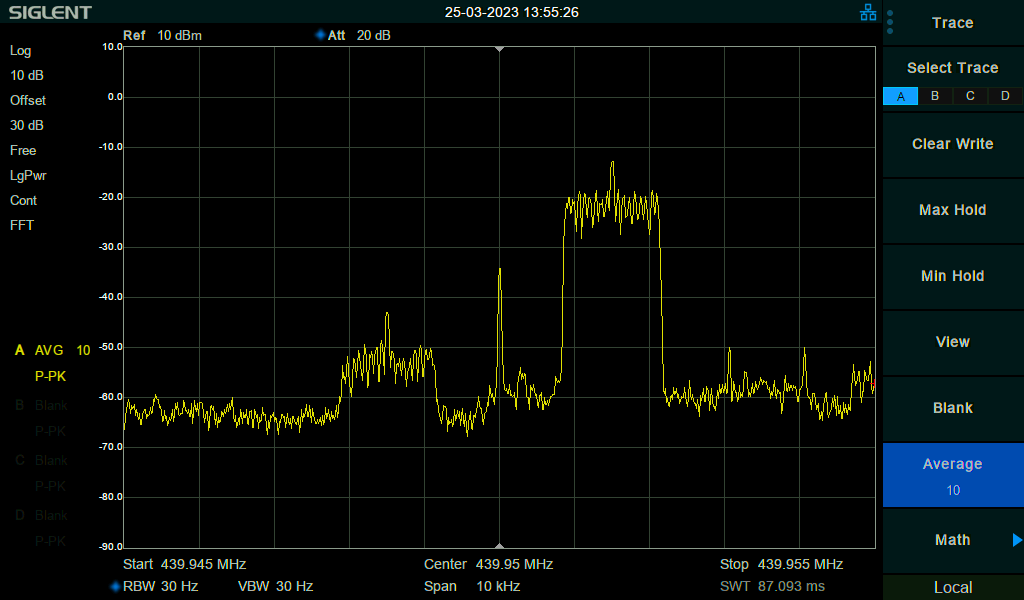 SIGLENT
25-03-2023 13:55:26
Ref 10 dBm
Att 20 dB
Log
10 dB
Offset
30 dB
Free
LgPwr
Cont
FFT
A AVG 10
P-PK
B Blank
P-PK
C Blank
P-PK
D Blank
P-PK
10.0
0.0
-10.0
-20.0
-30.0
-40.0
-50.0
-60.0
-70.0
-80.0
-90.0
Start 439.945 MHz
Center 439.95 MHz
Stop 439.955 MHz
RBW 30 Hz
VBW 30 Hz
Span 10 kHz
SWT 87.093 ms
Trace
Select Trace
A B C D
Clear Write
Max Hold
Min Hold
View
Blank
Average
10
Math
Local